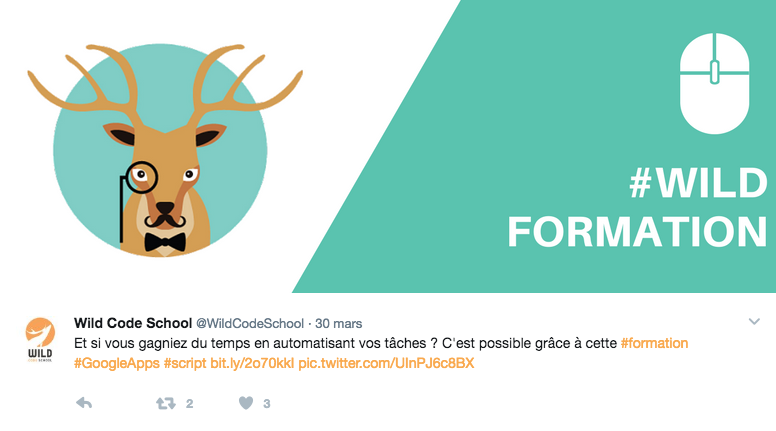 #WILD
FORMATION
Wild Code School @WildCodeSchool · 30 mars
Et si vous gagniez du temps en automatisant vos tâches ? C'est possible grâce à cette #formation
#GoogleApps #script bit.ly/2o70kkI pic.twitter.com/UInPJ6c8BX
WILD
CODE SCHOOL
2
3